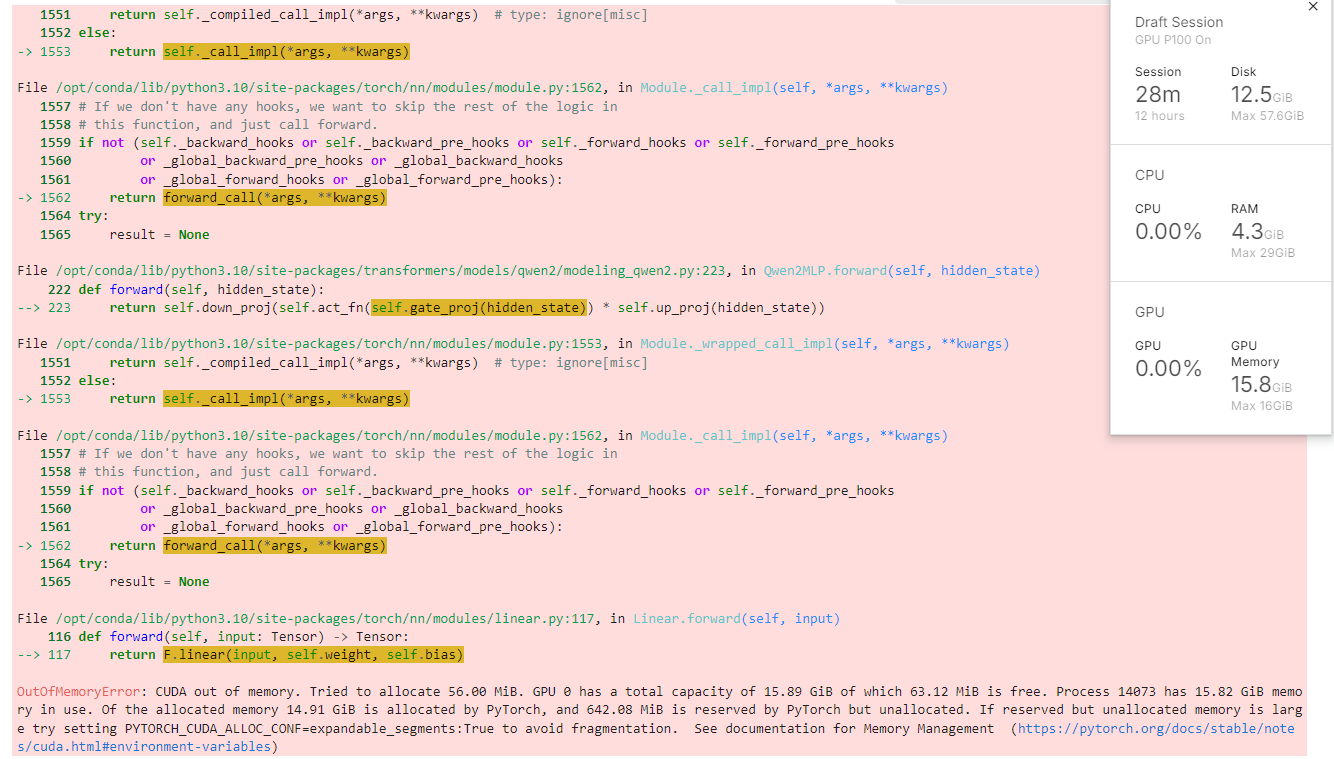 1551     return self._compiled_call_impl(*args, **kwargs)  # type: ignore[misc]
1552 else:
-> 1553     return self._call_impl(*args, **kwargs)
File /opt/conda/lib/python3.10/site-packages/torch/nn/modules/module.py:1562, in Module._call_impl(self, *args, **kwargs)
1557 # If we don't have any hooks, we want to skip the rest of the logic in
1558 # this function, and just call forward.
1559 if not (self._backward_hooks or self._backward_pre_hooks or self._forward_hooks or self._forward_pre_hooks
1560         or _global_backward_pre_hooks or _global_backward_hooks
1561         or _global_forward_hooks or _global_forward_pre_hooks):
-> 1562     return forward_call(*args, **kwargs)
1564 try:
1565     result = None
File /opt/conda/lib/python3.10/site-packages/transformers/models/qwen2/modeling_qwen2.py:223, in Qwen2MLP.forward(self, hidden_state)
222 def forward(self, hidden_state):
--> 223     return self.down_proj(self.act_fn(self.gate_proj(hidden_state)) * self.up_proj(hidden_state))
File /opt/conda/lib/python3.10/site-packages/torch/nn/modules/module.py:1553, in Module._wrapped_call_impl(self, *args, **kwargs)
1551     return self._compiled_call_impl(*args, **kwargs)  # type: ignore[misc]
1552 else:
-> 1553     return self._call_impl(*args, **kwargs)
File /opt/conda/lib/python3.10/site-packages/torch/nn/modules/module.py:1562, in Module._call_impl(self, *args, **kwargs)
1557 # If we don't have any hooks, we want to skip the rest of the logic in
1558 # this function, and just call forward.
1559 if not (self._backward_hooks or self._backward_pre_hooks or self._forward_hooks or self._forward_pre_hooks
1560         or _global_backward_pre_hooks or _global_backward_hooks
1561         or _global_forward_hooks or _global_forward_pre_hooks):
-> 1562     return forward_call(*args, **kwargs)
1564 try:
1565     result = None
File /opt/conda/lib/python3.10/site-packages/torch/nn/modules/linear.py:117, in Linear.forward(self, input)
116 def forward(self, input: Tensor) -> Tensor:
--> 117     return F.linear(input, self.weight, self.bias)
OutOfMemoryError: CUDA out of memory. Tried to allocate 56.00 MiB. GPU 0 has a total capacity of 15.89 GiB of which 63.12 MiB is free. Process 14073 has 15.82 GiB memo
ry in use. Of the allocated memory 14.91 GiB is allocated by PyTorch, and 642.08 MiB is reserved by PyTorch but unallocated. If reserved but unallocated memory is larg
e try setting PYTORCH_CUDA_ALLOC_CONF=expandable_segments:True to avoid fragmentation.  See documentation for Memory Management  (https://pytorch.org/docs/stable/note
s/cuda.html#environment-variables)
Draft Session
GPU P100 On
Session Disk
28m 12.5GiB
12 hours Max 57.6GiB
CPU
CPU RAM
0.00% 4.3GiB
Max 29GiB
GPU
GPU GPU
Memory
0.00% 15.8GiB
Max 16GiB